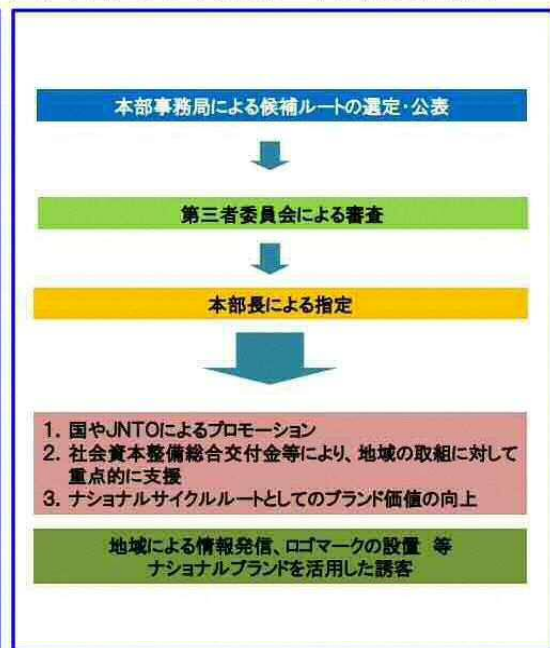 本部事務局による候補ルートの選定・公表
第三者委員会による審査
本部長による指定
1. 国やJNTOによるプロモーション
2. 社会資本整備総合交付金等により、地域の取組に対して
重点的に支援
3. ナショナルサイクルルートとしてのブランド価値の向上
地域による情報発信、ロゴマークの設置 等
ナショナルブランドを活用した誘客